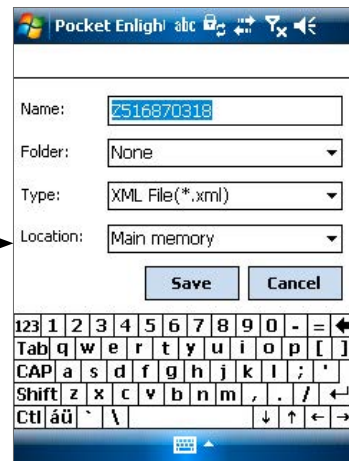 Pocket Enligh abc
Name: Z516870318
Folder: None
Type: XML File(*.xml)
Location: Main memory
Save Cancel
123 1 2 3 4 5 6 7 8 9 0 - =
Tab q w e r t y u i o p [ ]
CAP a s d f g h j k l ; '
Shift z x c v b n m , . /
Ctl áü ` \